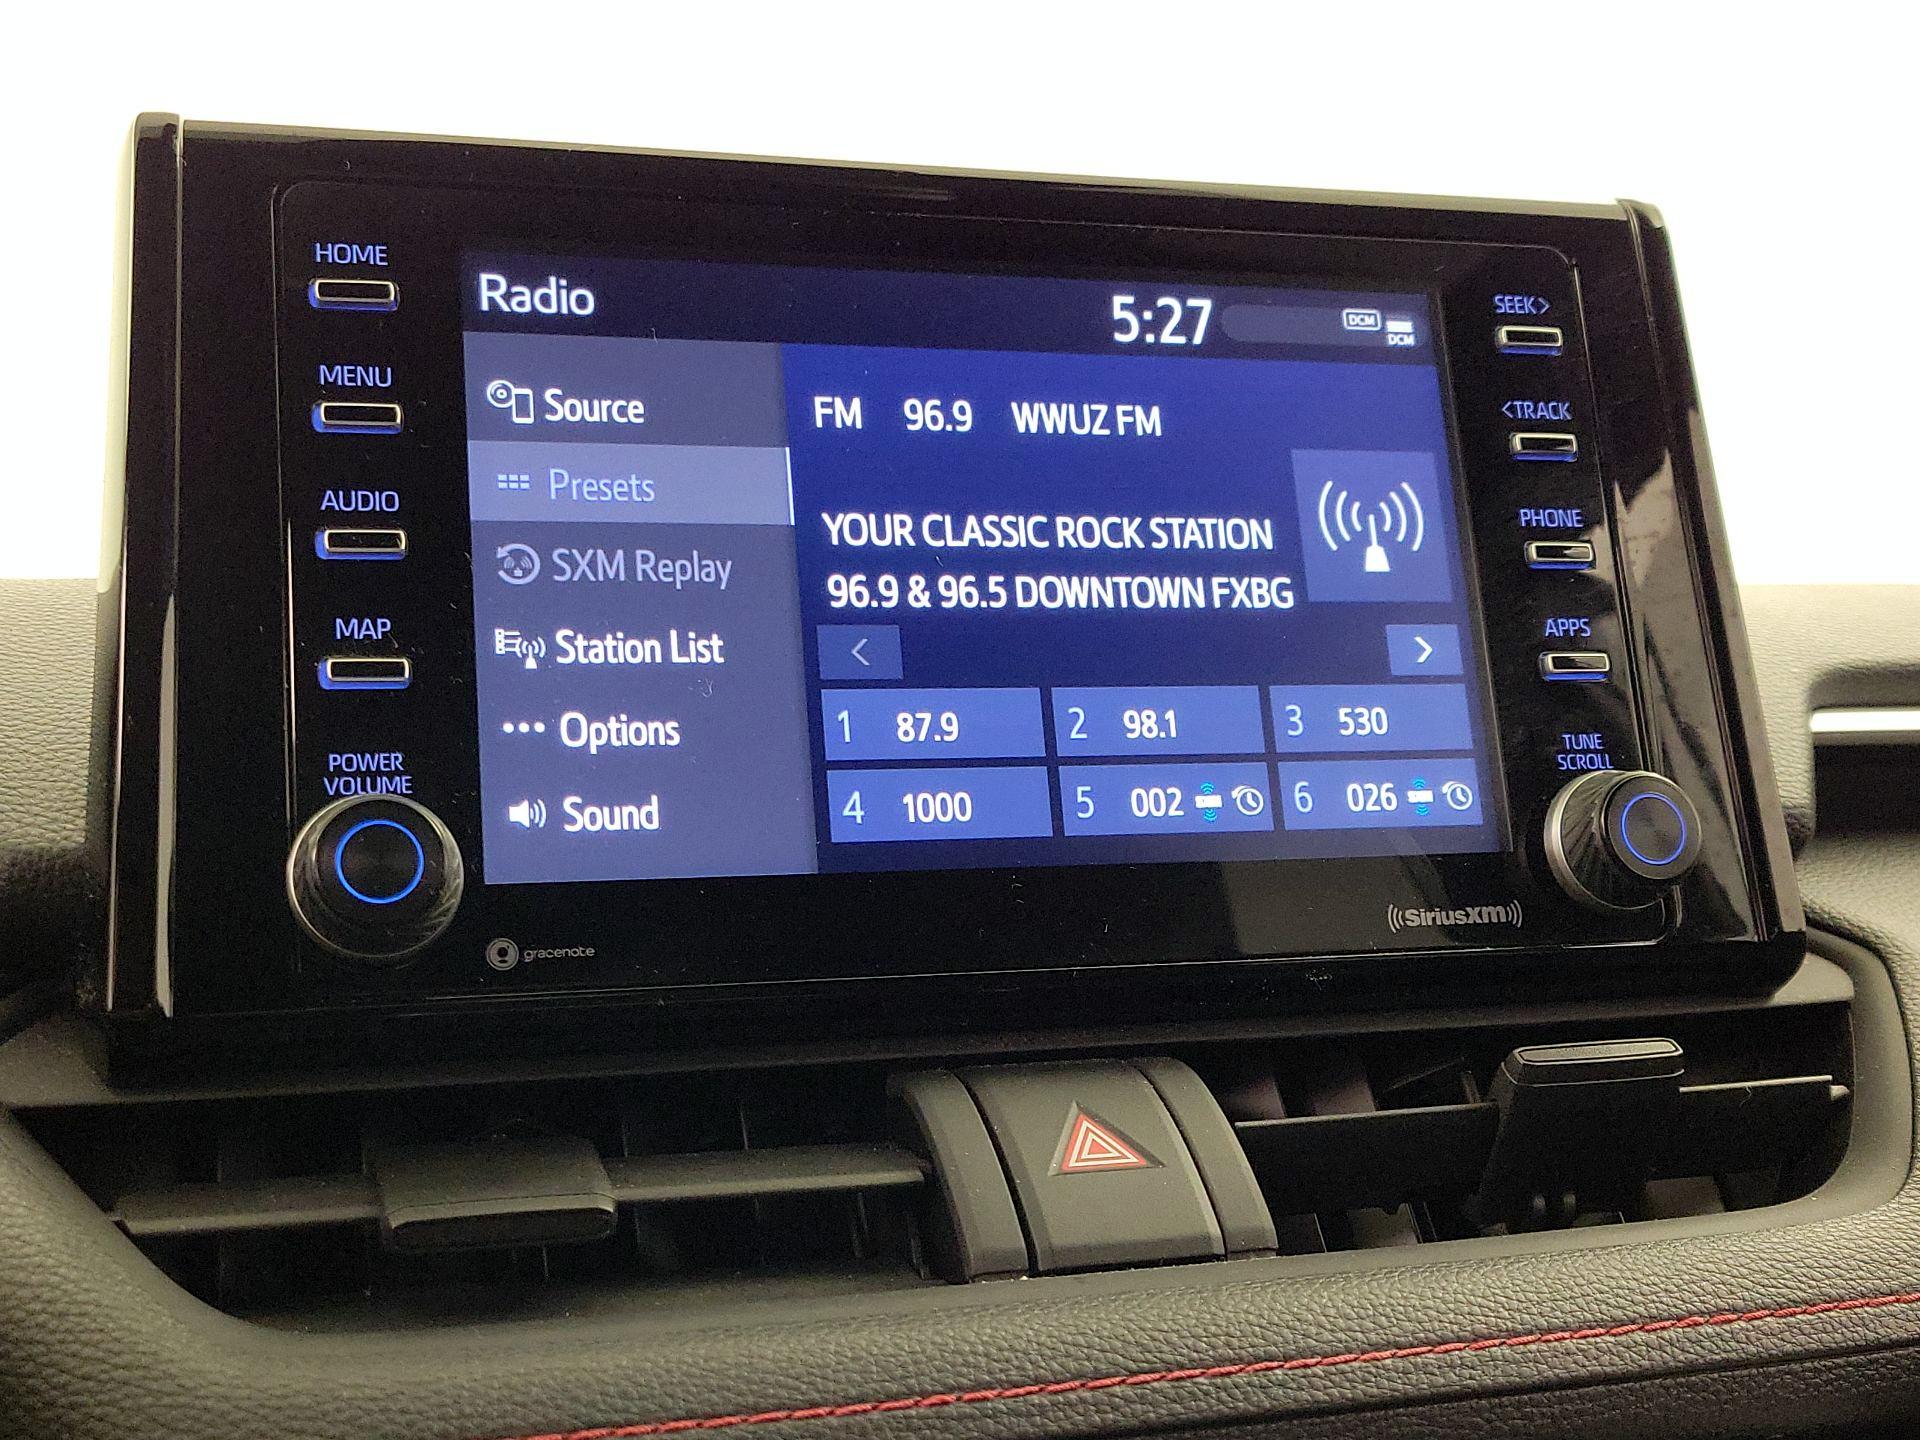 HOME
MENU
AUDIO
MAP
POWER
VOLUME
Radio
5:27
DCM
DCM
Source
Presets
SXM Replay
Station List
Options
Sound
FM 96.9 WWUZ FM
YOUR CLASSIC ROCK STATION
96.9 & 96.5 DOWNTOWN FXBG
<
>
1 87.9
2 98.1
3 530
4 1000
5 002
6 026
SEEK>
<TRACK
PHONE
APPS
TUNE
SCROLL
gracenote
SiriusXM